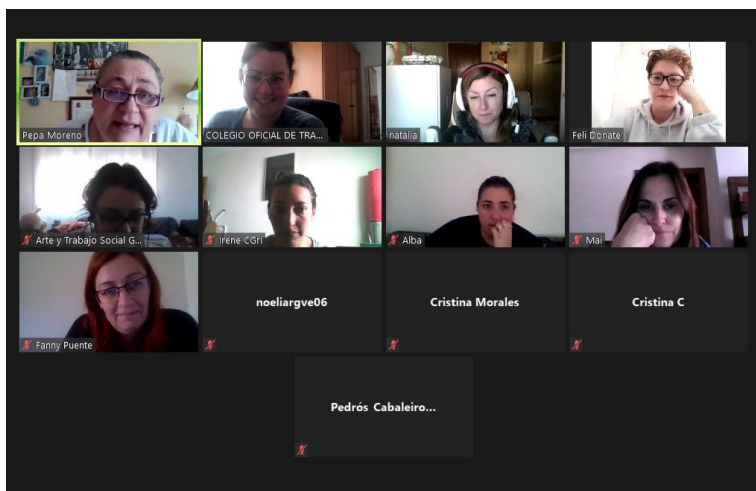 Pepa Moreno
COLEGIO OFICIAL DE TRA...
natalia
Feli Donate
Arte y Trabajo Social G...
Irene CGri
Alba
Mai
Fanny Puente
noeliargve06
Cristina Morales
Cristina C
Pedrós Cabaleiro...